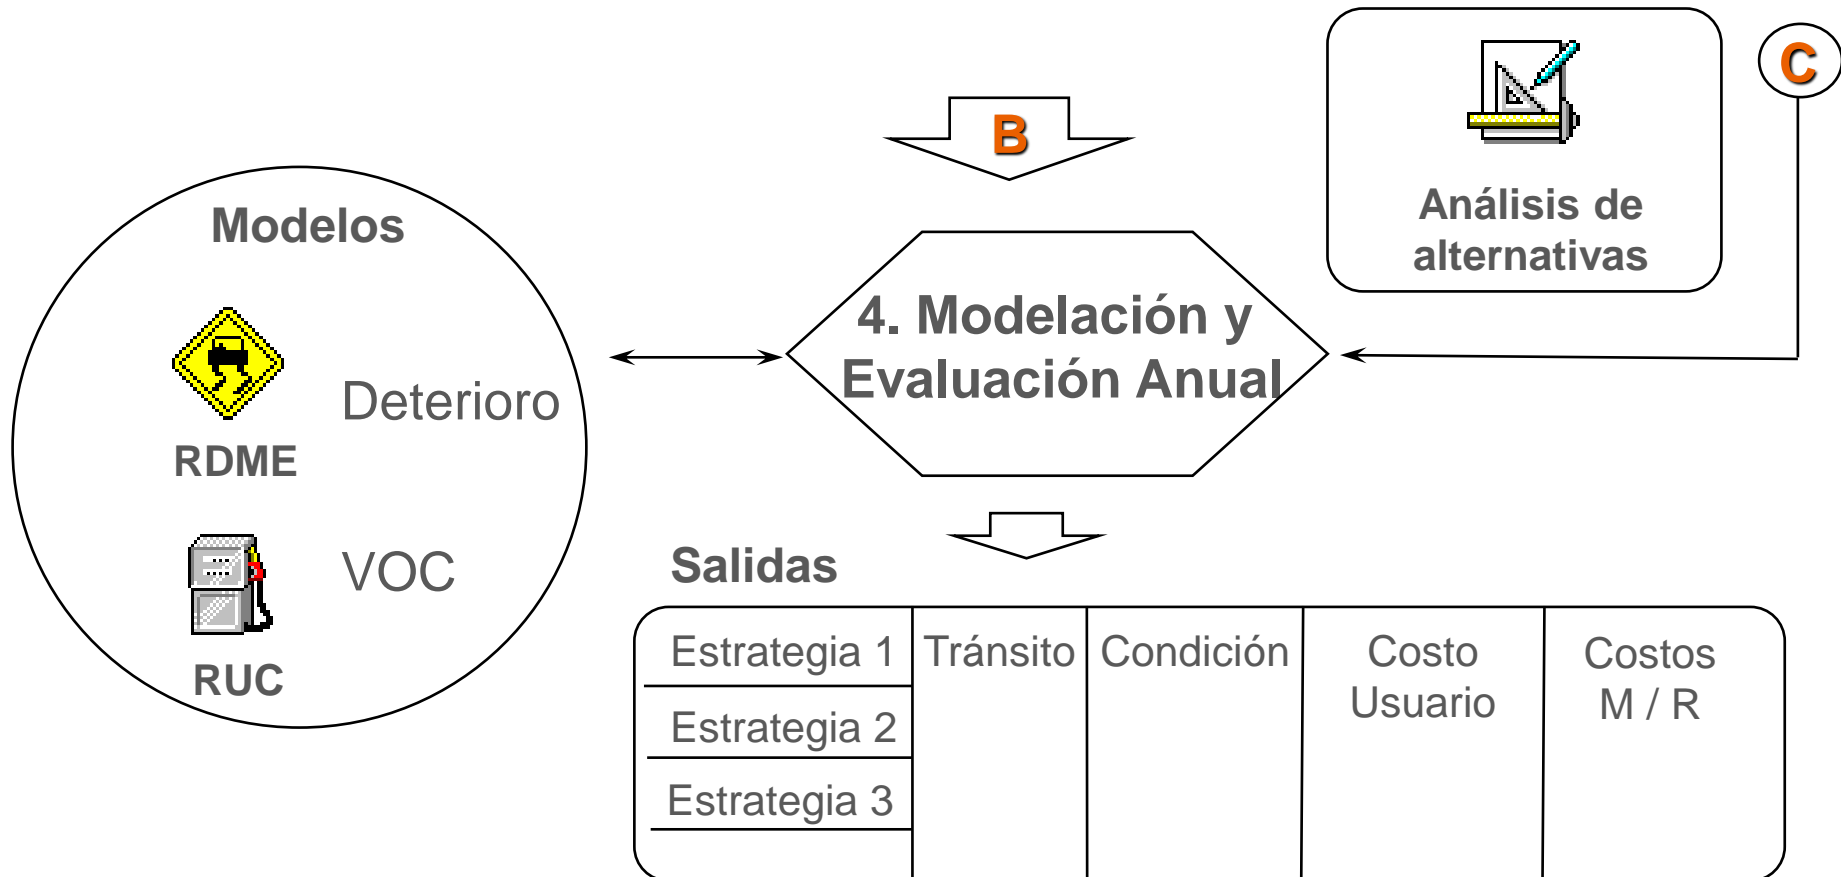 C
B
Análisis de
alternativas
Modelos
4. Modelación y
Evaluación Anual
Deterioro
RDME
VOC
RUC
Salidas
Estrategia 1
Tránsito
Condición
Costo
Usuario
Costos
M / R
Estrategia 2
Estrategia 3